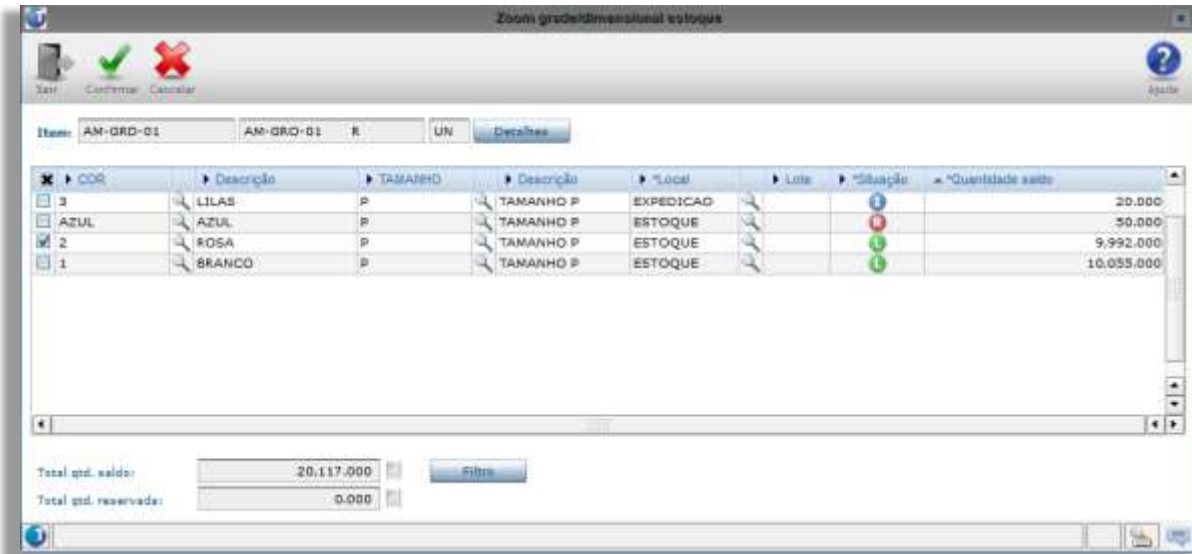 Zoom grade/dimensional estoque
Sair Confirmar Cancelar Ajuda
Item: AM-GRD-01 AM-GRO-01 R UN Detalhes
COR Descrição TAMANHO Descrição *Local Lote *Situação *Quantidade saldo
3 LILAS P TAMANHO P EXPEDICAO I 20.000
AZUL AZUL P TAMANHO P ESTOQUE R 50.000
2 ROSA P TAMANHO P ESTOQUE L 9,992.000
1 BRANCO P TAMANHO P ESTOQUE L 10,055.000
Total qtd. saldo: 20,117.000 Filtro
Total qtd. reservada: 0.000